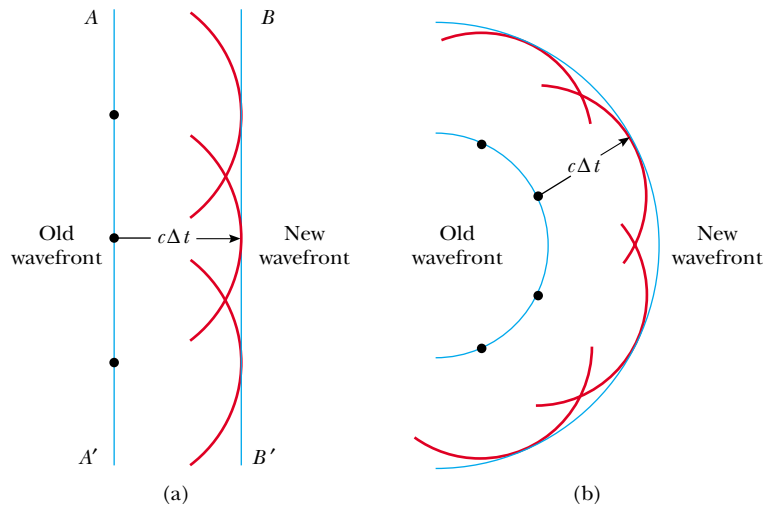 A
B
Old
wavefront
cΔt
New
wavefront
A′
B′
(a)
cΔt
Old
wavefront
New
wavefront
(b)